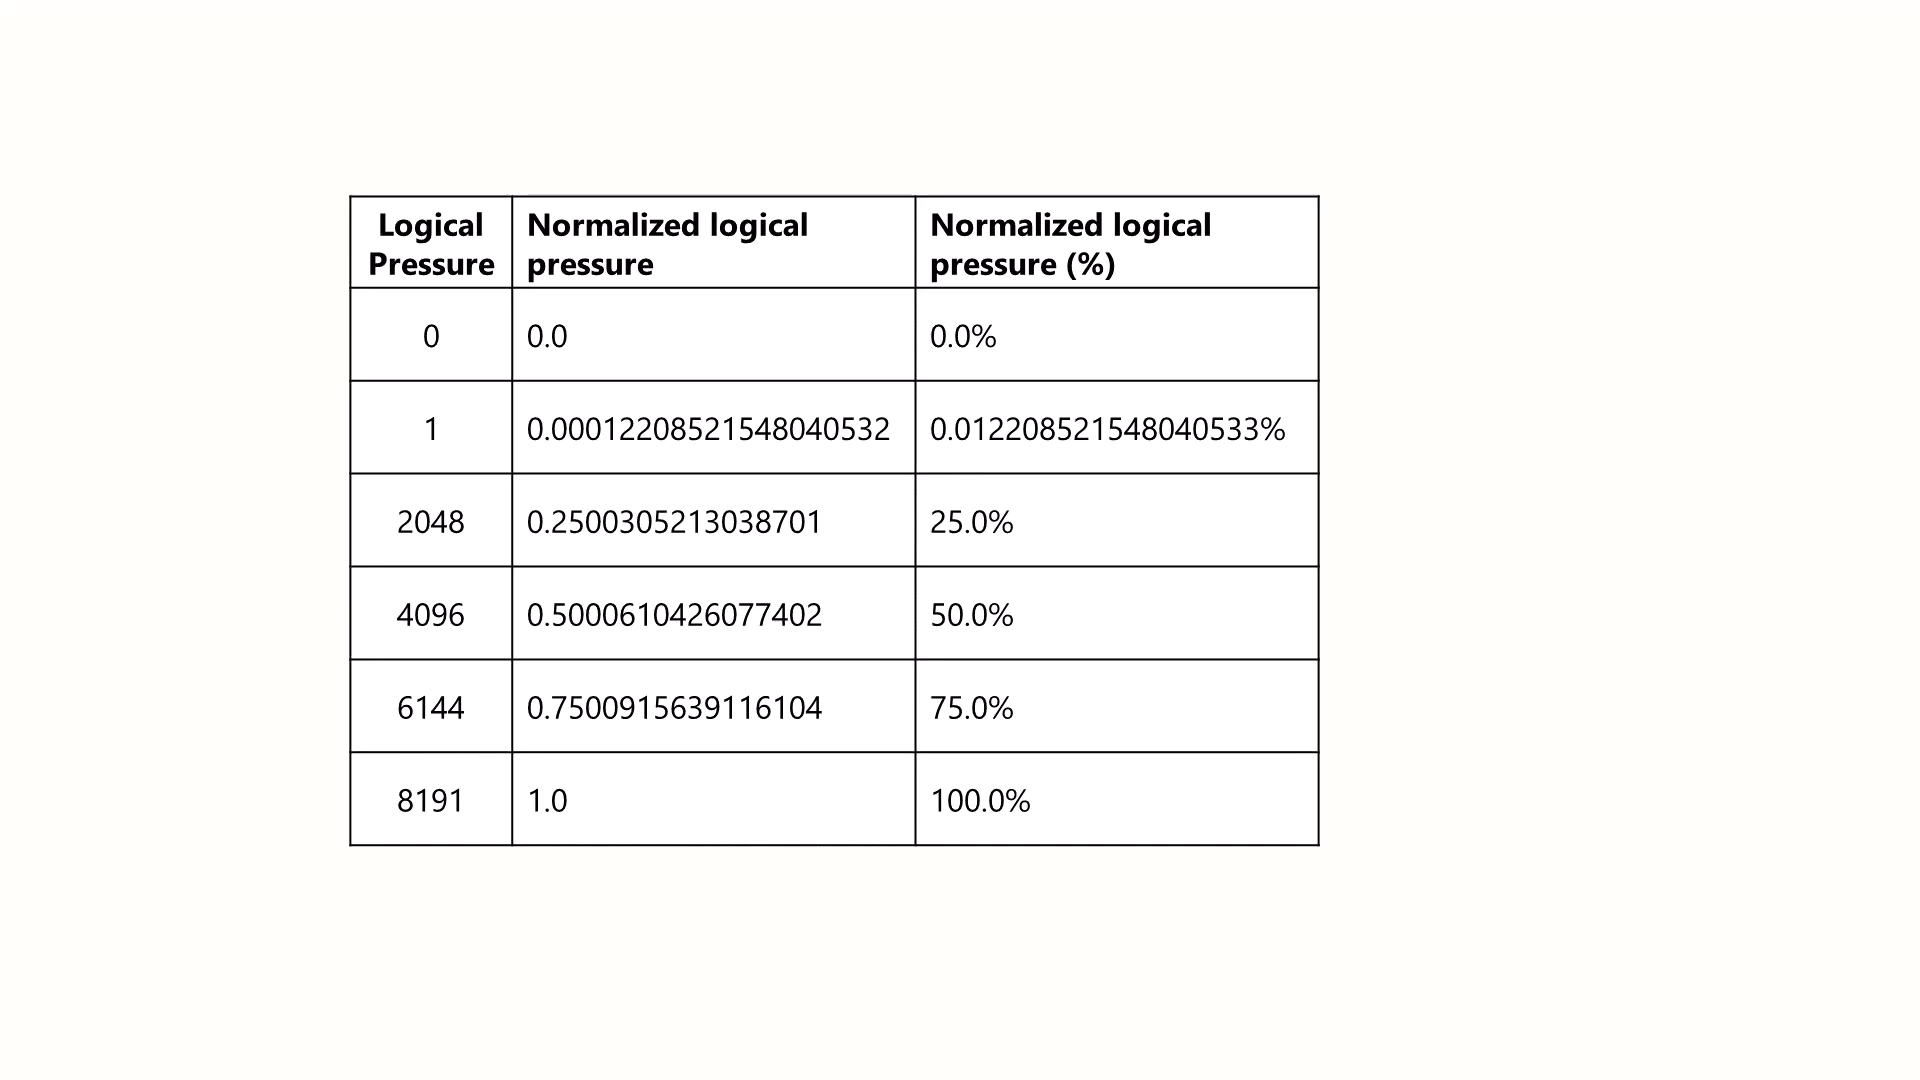 Logical Pressure | Normalized logical pressure | Normalized logical pressure (%)
0 | 0.0 | 0.0%
1 | 0.00012208521548040532 | 0.012208521548040533%
2048 | 0.2500305213038701 | 25.0%
4096 | 0.5000610426077402 | 50.0%
6144 | 0.7500915639116104 | 75.0%
8191 | 1.0 | 100.0%